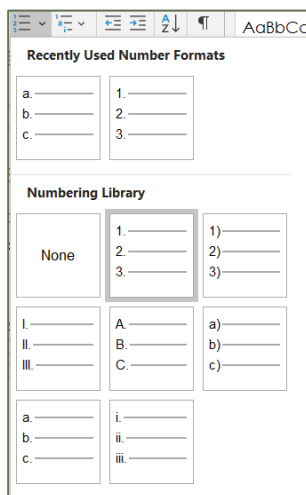 ¶ AaBbCc
Recently Used Number Formats
a. 1.
b. 2.
c. 3.
Numbering Library
None 1. 1)
2. 2)
3. 3)
I. A. a)
II. B. b)
III. C. c)
a. i.
b. ii.
c. iii.